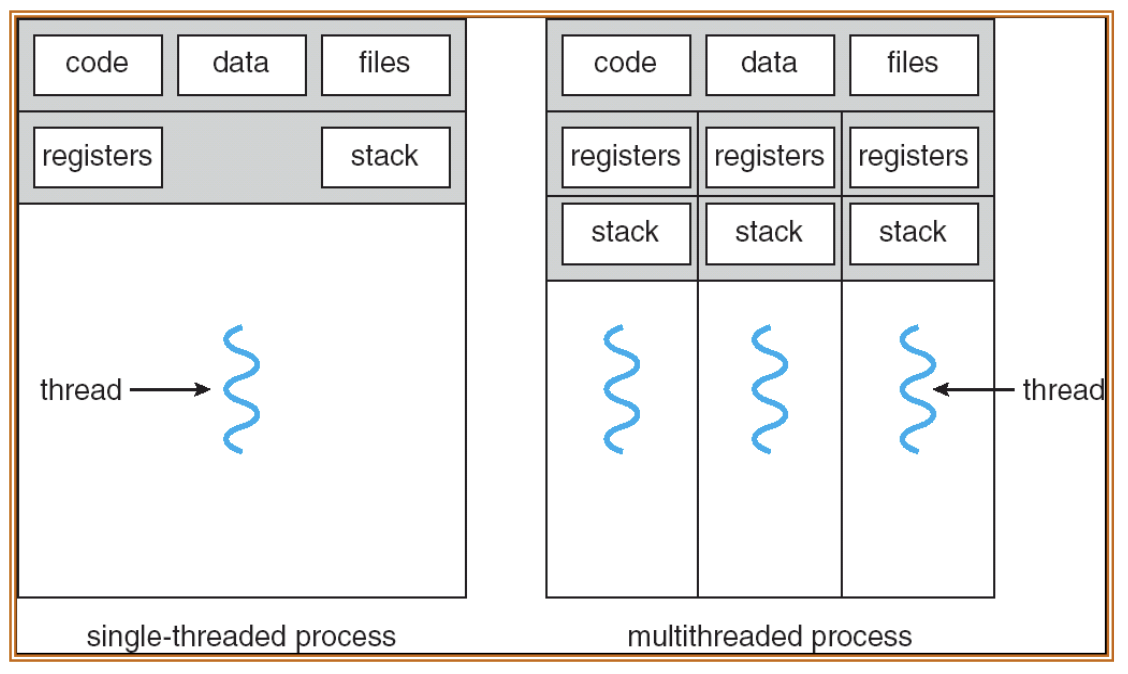 code data files code data files
registers stack registers registers registers
stack stack stack
thread thread
single-threaded process multithreaded process